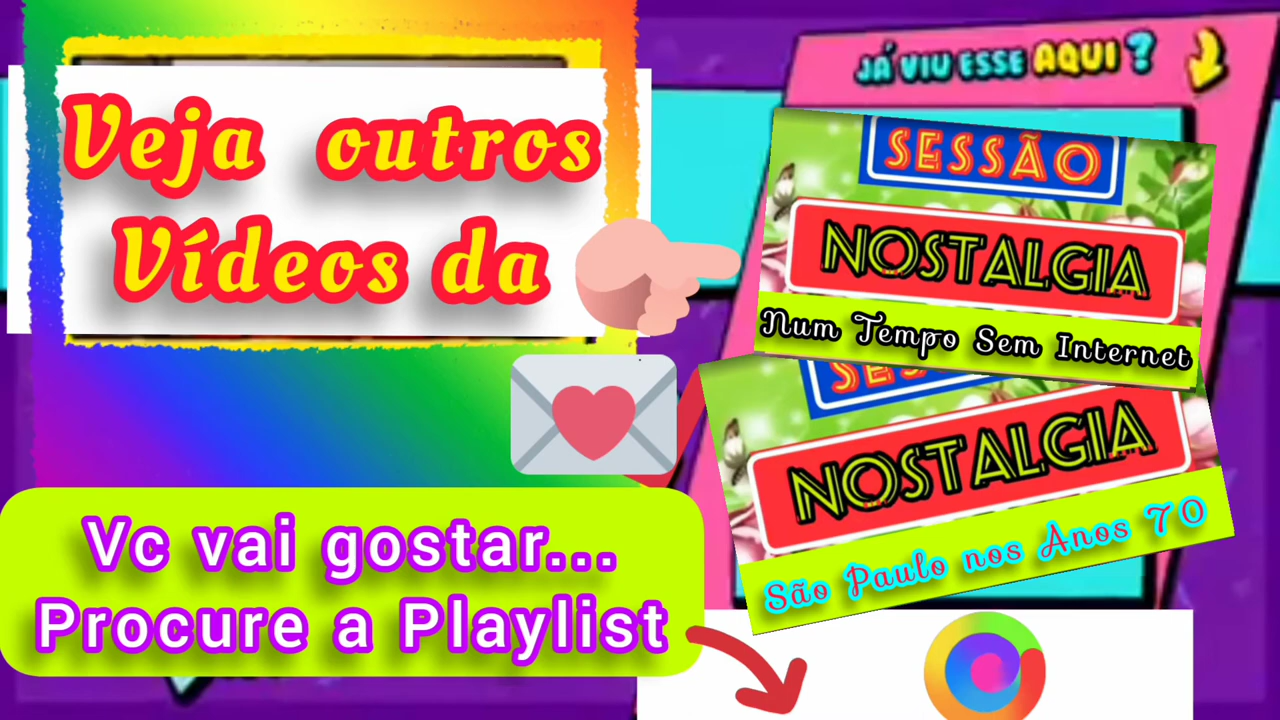 Veja outros
Vídeos da
JÁ VIU ESSE AQUI?
SESSÃO
NOSTALGIA
Num Tempo Sem Internet
NOSTALGIA
São Paulo nos Anos 70
Vc vai gostar...
Procure a Playlist